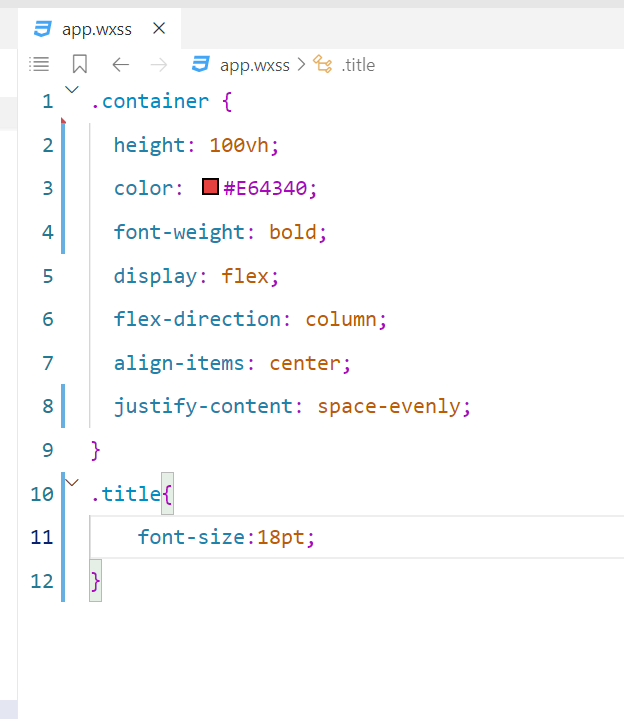 app.wxss
app.wxss > .title
1 .container {
2 height: 100vh;
3 color: #E64340;
4 font-weight: bold;
5 display: flex;
6 flex-direction: column;
7 align-items: center;
8 justify-content: space-evenly;
9 }
10 .title{
11 font-size:18pt;
12 }